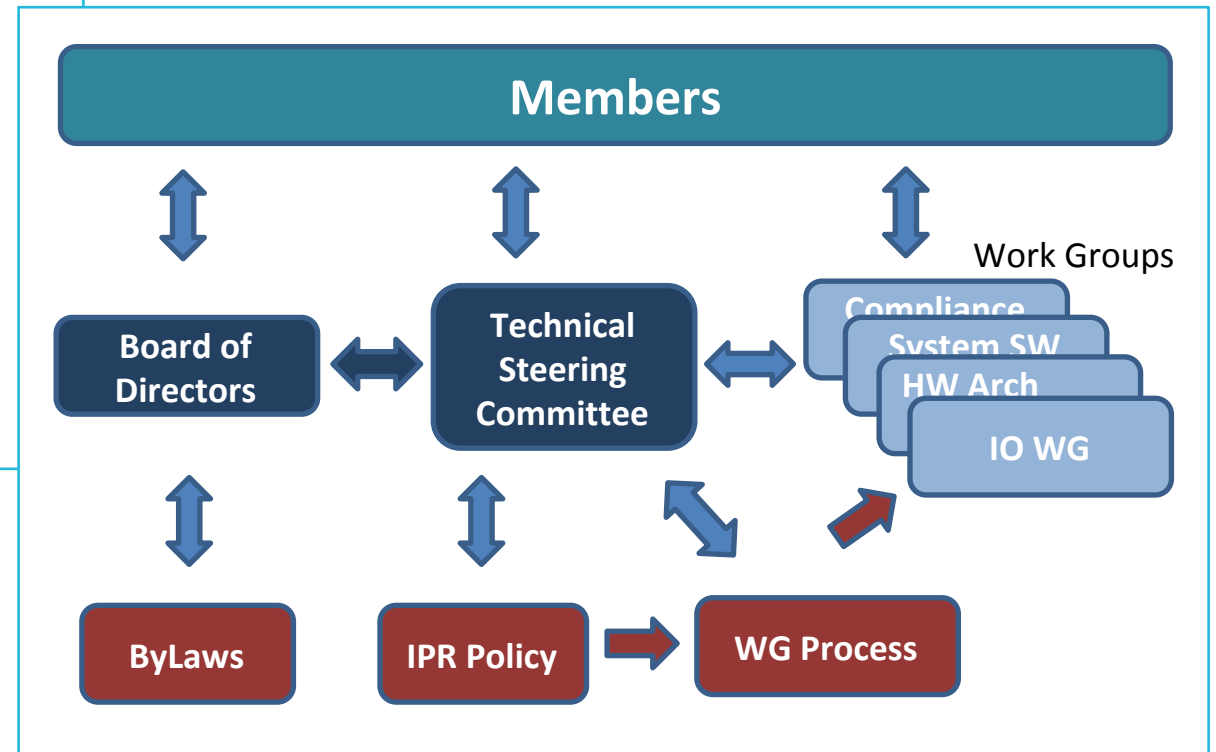 Members
Work Groups
Board of
Directors
Technical
Steering
Committee
Compliance
System SW
HW Arch
IO WG
ByLaws
IPR Policy
WG Process